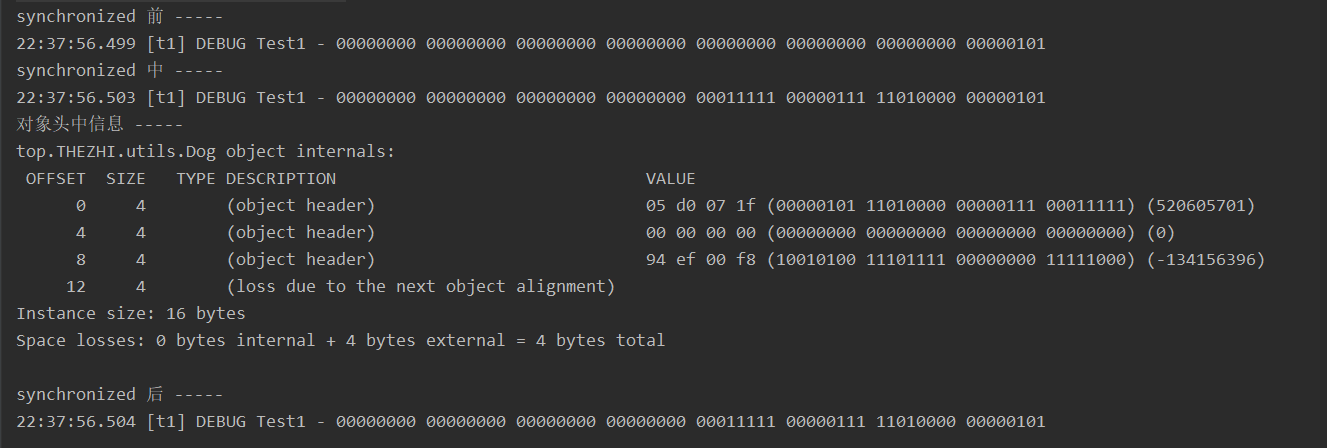 synchronized 前 -----
22:37:56.499 [t1] DEBUG Test1 - 00000000 00000000 00000000 00000000 00000000 00000000 00000000 00000101
synchronized 中 -----
22:37:56.503 [t1] DEBUG Test1 - 00000000 00000000 00000000 00000000 00011111 00000111 11010000 00000101
对象头中信息 -----
top.THEZHI.utils.Dog object internals:
OFFSET SIZE TYPE DESCRIPTION VALUE
0 4 (object header) 05 d0 07 1f (00000101 11010000 00000111 00011111) (520605701)
4 4 (object header) 00 00 00 00 (00000000 00000000 00000000 00000000) (0)
8 4 (object header) 94 ef 00 f8 (10010100 11101111 00000000 11111000) (-134156396)
12 4 (loss due to the next object alignment)
Instance size: 16 bytes
Space losses: 0 bytes internal + 4 bytes external = 4 bytes total
synchronized 后 -----
22:37:56.504 [t1] DEBUG Test1 - 00000000 00000000 00000000 00000000 00011111 00000111 11010000 00000101